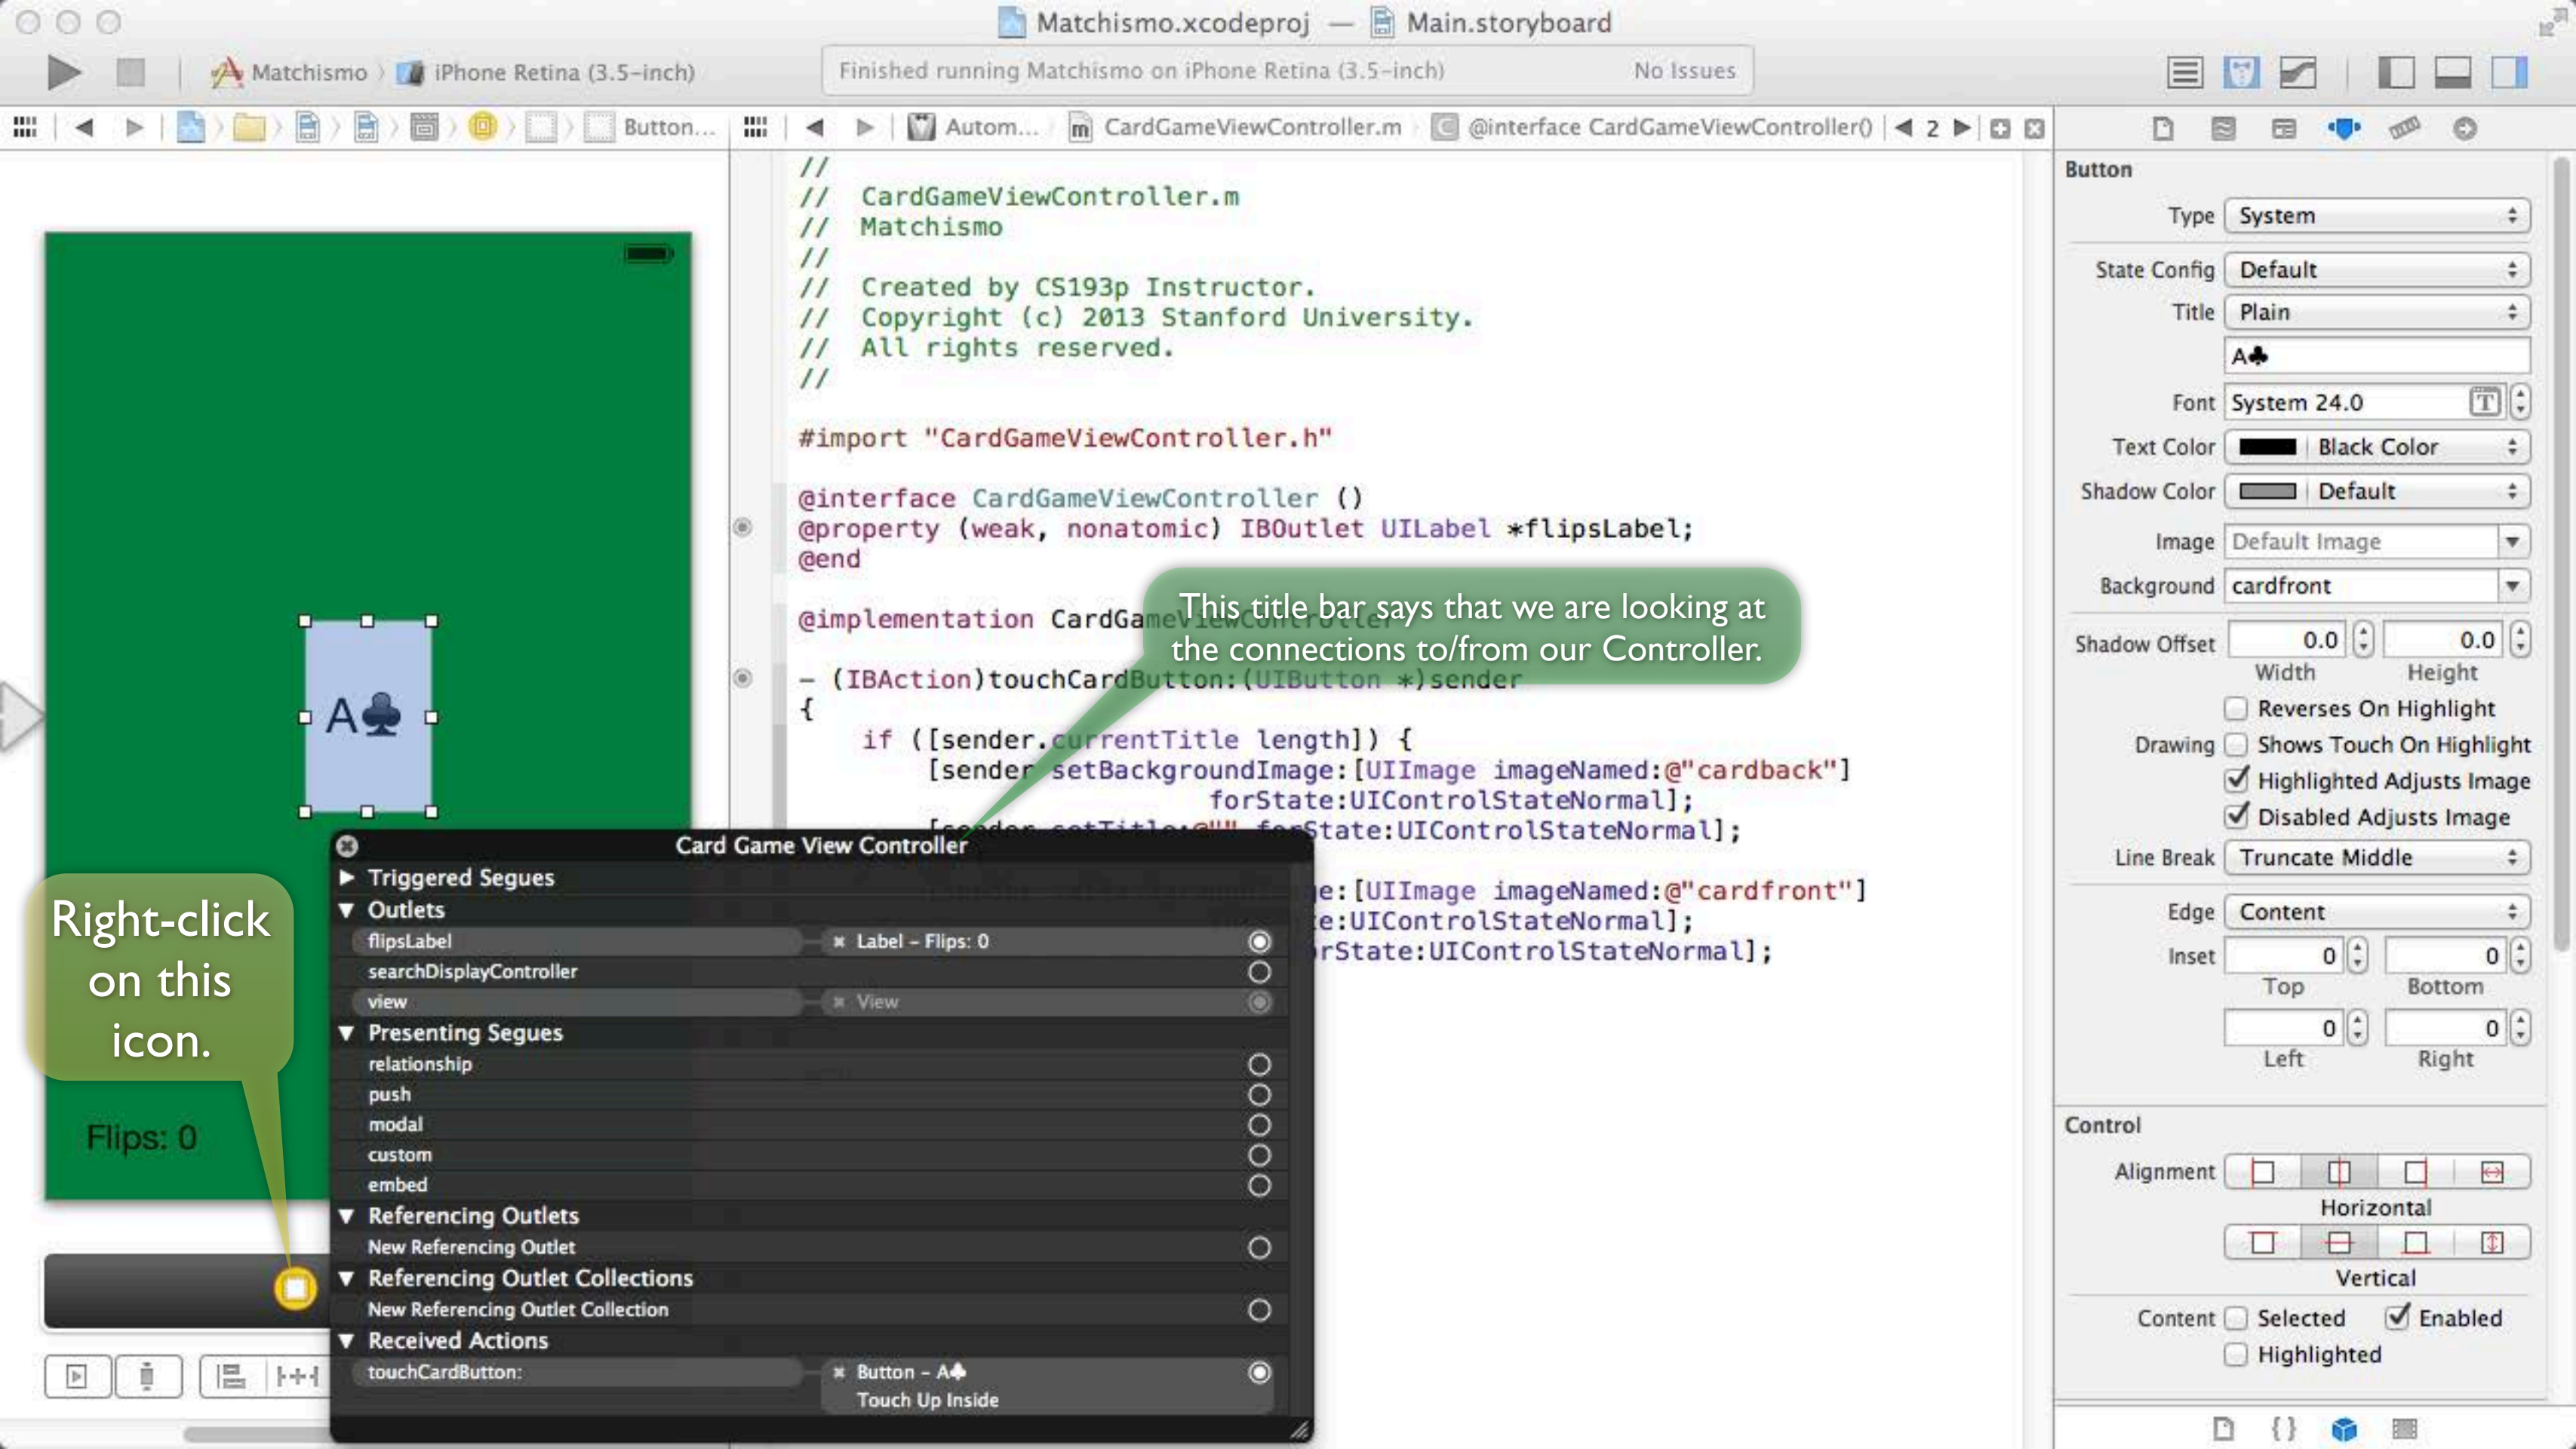 Matchismo.xcodeproj — Main.storyboard
Matchismo iPhone Retina (3.5-inch)
Finished running Matchismo on iPhone Retina (3.5-inch) No Issues
Button...
Autom... CardGameViewController.m @interface CardGameViewController() 2
//
// CardGameViewController.m
// Matchismo
//
// Created by CS193p Instructor.
// Copyright (c) 2013 Stanford University.
// All rights reserved.
//
#import "CardGameViewController.h"
@interface CardGameViewController ()
@property (weak, nonatomic) IBOutlet UILabel *flipsLabel;
@end
@implementation CardGameViewController
This title bar says that we are looking at
the connections to/from our Controller.
- (IBAction)touchCardButton:(UIButton *)sender
{
if ([sender.currentTitle length]) {
[sender setBackgroundImage:[UIImage imageNamed:@"cardback"]
forState:UIControlStateNormal];
[sender setTitle:@"" forState:UIControlStateNormal];
e:[UIImage imageNamed:@"cardfront"]
e:UIControlStateNormal];
rState:UIControlStateNormal];
A♣
Right-click
on this
icon.
Flips: 0
Card Game View Controller
Triggered Segues
Outlets
flipsLabel Label – Flips: 0
searchDisplayController
view View
Presenting Segues
relationship
push
modal
custom
embed
Referencing Outlets
New Referencing Outlet
Referencing Outlet Collections
New Referencing Outlet Collection
Received Actions
touchCardButton: Button – A♣
Touch Up Inside
Button
Type System
State Config Default
Title Plain
A♣
Font System 24.0 T
Text Color Black Color
Shadow Color Default
Image Default Image
Background cardfront
Shadow Offset 0.0 0.0
Width Height
Reverses On Highlight
Drawing Shows Touch On Highlight
Highlighted Adjusts Image
Disabled Adjusts Image
Line Break Truncate Middle
Edge Content
Inset 0 0
Top Bottom
0 0
Left Right
Control
Alignment
Horizontal
Vertical
Content Selected Enabled
Highlighted
{}